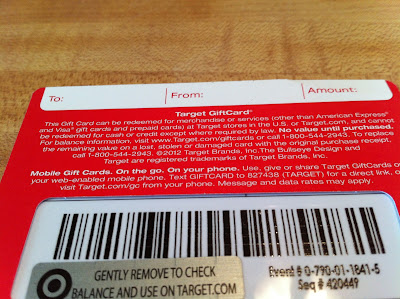 To:
From:
Amount:
Target GiftCard®
This Gift Card can be redeemed for merchandise or services (other than American Express®
and Visa® gift cards and prepaid cards) at Target stores in the U.S. or Target.com, and cannot
be redeemed for cash or credit except where required by law. No value until purchased.
For balance information, visit www.Target.com/giftcards or call 1-800-544-2943. To replace
the remaining value on a lost, stolen or damaged card with the original purchase receipt,
call 1-800-544-2943. ©2012 Target Brands, Inc. The Bullseye Design and
Target are registered trademarks of Target Brands, Inc.
Mobile Gift Cards. On the go. On your phone. Use, give or share Target GiftCards on
your web-enabled mobile phone. Text GIFTCARD to 827438 (TARGET) for a direct link, or
visit Target.com/gc from your phone. Message and data rates may apply.
GENTLY REMOVE TO CHECK
BALANCE AND USE ON TARGET.COM
Event# 0-790-01-1841-5
Seq# 420449